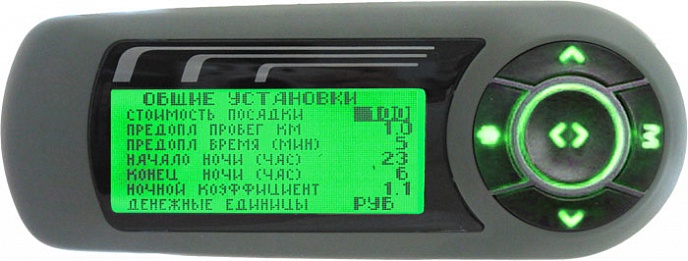 ОБЩИЕ УСТАНОВКИ
СТОИМОСТЬ ПОСАДКИ 100
ПРЕДОПЛ ПРОБЕГ КМ 1.0
ПРЕДОПЛ ВРЕМЯ (МИН) 5
НАЧАЛО НОЧИ (ЧАС) 23
КОНЕЦ НОЧИ (ЧАС) 6
НОЧНОЙ КОЭФФИЦИЕНТ 1.1
ДЕНЕЖНЫЕ ЕДИНИЦЫ РУБ
* < > M